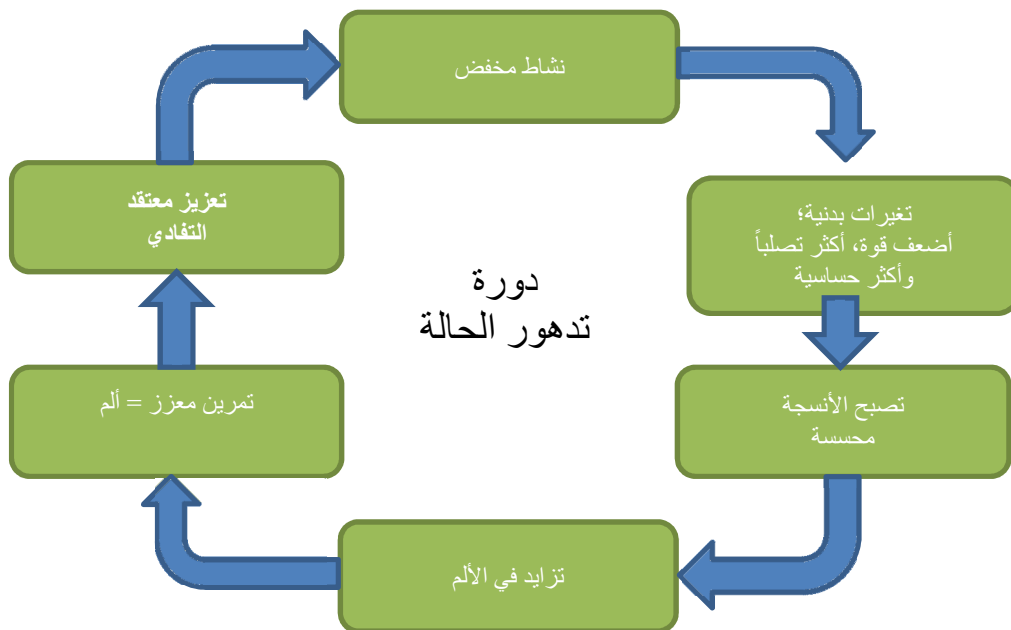 نشاط مخفض
تغيرات بدنية؛
أضعف قوة، أكثر تصلباً
وأكثر حساسية
تصبح الأنسجة
محسسة
تزايد في الألم
تمرين معزز = ألم
تعزيز معتقد
التفادي
دورة
تدهور الحالة